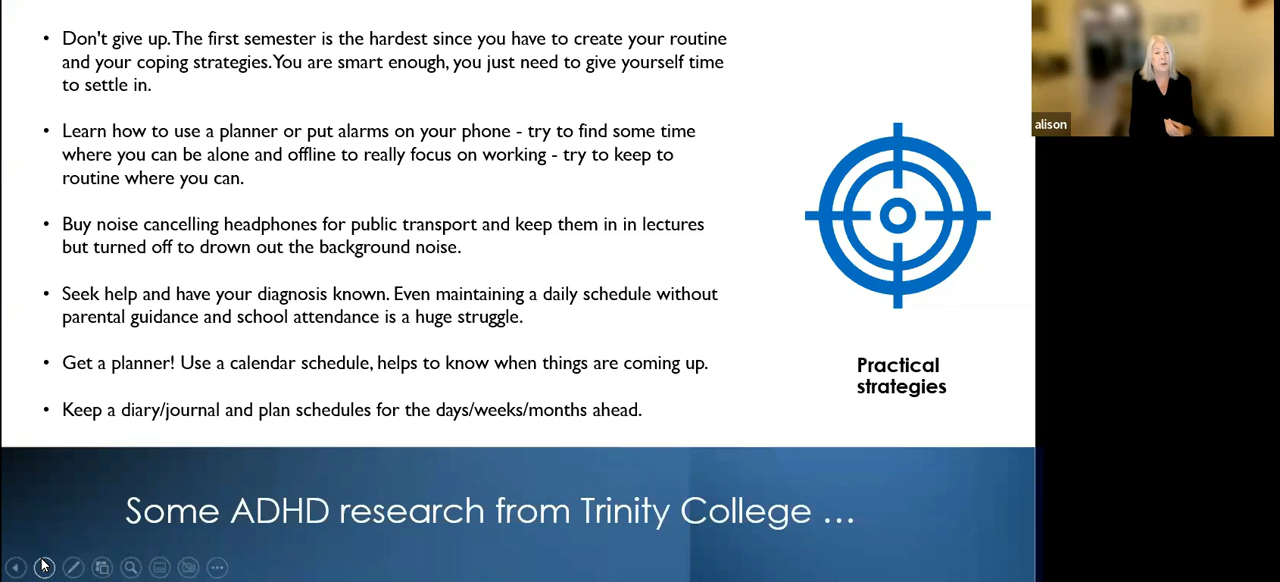 • Don't give up. The first semester is the hardest since you have to create your routine
and your coping strategies. You are smart enough, you just need to give yourself time
to settle in.
• Learn how to use a planner or put alarms on your phone - try to find some time
where you can be alone and offline to really focus on working - try to keep to
routine where you can.
• Buy noise cancelling headphones for public transport and keep them in in lectures
but turned off to drown out the background noise.
• Seek help and have your diagnosis known. Even maintaining a daily schedule without
parental guidance and school attendance is a huge struggle.
• Get a planner! Use a calendar schedule, helps to know when things are coming up.
• Keep a diary/journal and plan schedules for the days/weeks/months ahead.
Practical
strategies
alison
Some ADHD research from Trinity College ...